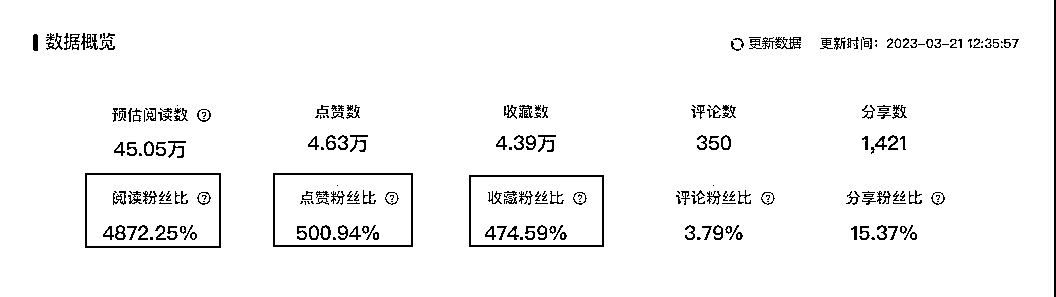 数据概览
更新数据 更新时间：2023-03-21 12:35:57
预估阅读数 ? 点赞数 收藏数 评论数 分享数
45.05万 4.63万 4.39万 350 1,421
阅读粉丝比 ? 点赞粉丝比 ? 收藏粉丝比 ? 评论粉丝比 ? 分享粉丝比 ?
4872.25% 500.94% 474.59% 3.79% 15.37%